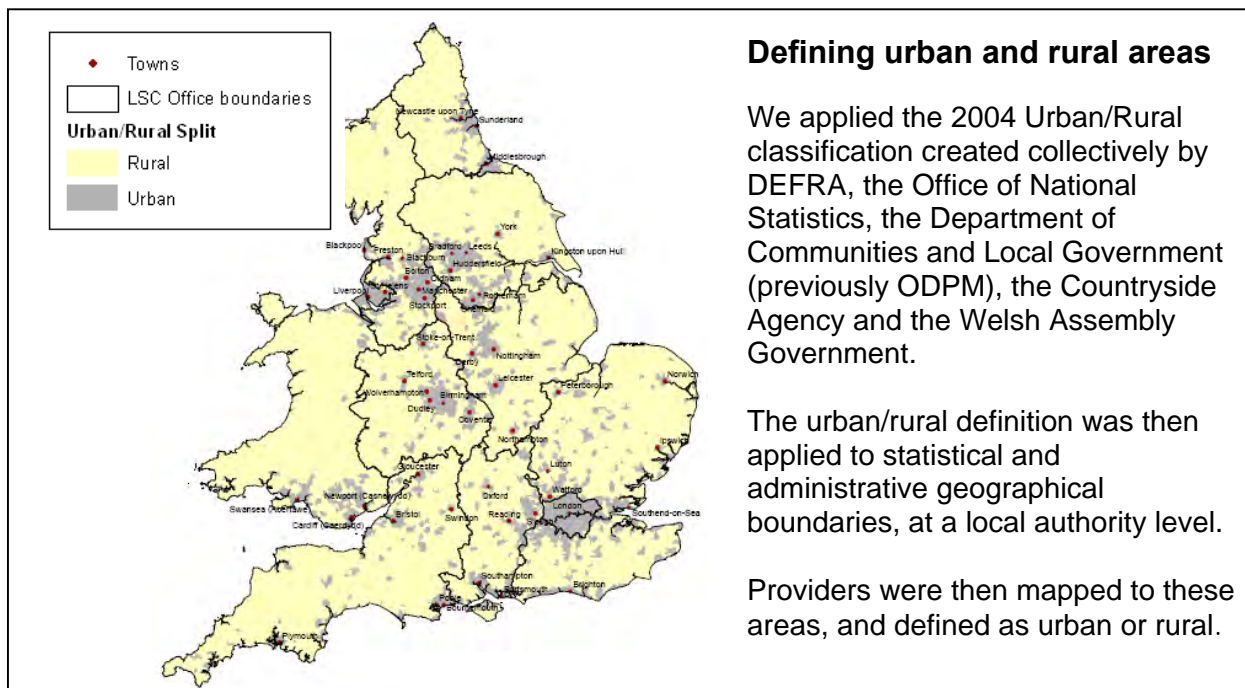 Towns
LSC Office boundaries
Urban/Rural Split
Rural
Urban
Newcastle upon Tyne
Sunderland
Middlesbrough
York
Blackpool
Preston
Bradford
Leeds
Kingston upon Hull
Blackburn
Huddersfield
Bolton
Oldham
Liverpool
Manchester
Rotherham
Stockport
Sheffield
Stoke-on-Trent
Nottingham
Derby
Telford
Leicester
Peterborough
Norwich
Wolverhampton
Birmingham
Dudley
Coventry
Northampton
Ipswich
Gloucester
Luton
Oxford
Watford
Newport (Casnewydd)
London
Swansea (Abertawe)
Bristol
Swindon
Reading
Slough
Southend-on-Sea
Cardiff (Caerdydd)
Southampton
Portsmouth
Brighton
Poole
Bournemouth
Plymouth
Defining urban and rural areas
We applied the 2004 Urban/Rural
classification created collectively by
DEFRA, the Office of National
Statistics, the Department of
Communities and Local Government
(previously ODPM), the Countryside
Agency and the Welsh Assembly
Government.
The urban/rural definition was then
applied to statistical and
administrative geographical
boundaries, at a local authority level.
Providers were then mapped to these
areas, and defined as urban or rural.